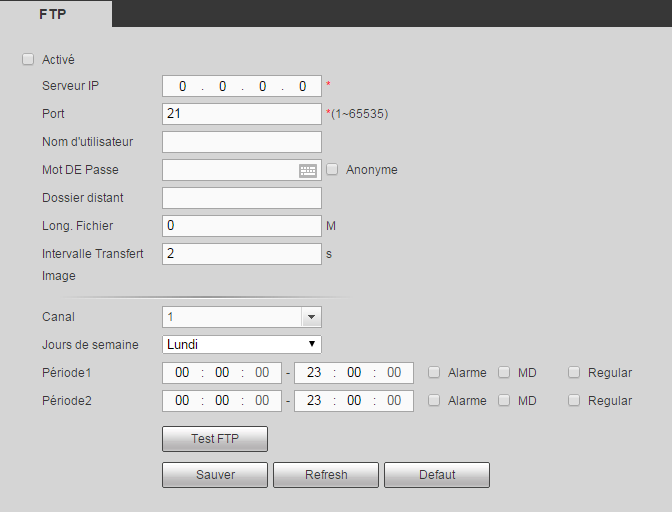 FTP
Activé
Serveur IP 0 . 0 . 0 . 0 *
Port 21 *(1~65535)
Nom d'utilisateur
Mot DE Passe Anonyme
Dossier distant
Long. Fichier 0 M
Intervalle Transfert 2 s
Image
Canal 1
Jours de semaine Lundi
Période1 00 : 00 : 00 - 23 : 00 : 00 Alarme MD Regular
Période2 00 : 00 : 00 - 23 : 00 : 00 Alarme MD Regular
Test FTP
Sauver Refresh Defaut